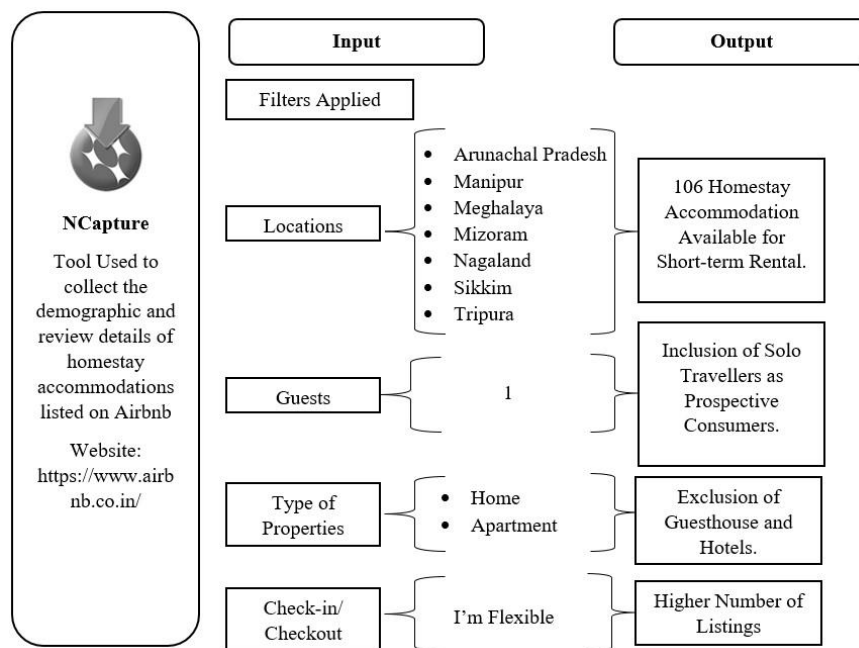 NCapture
Tool Used to
collect the
demographic and
review details of
homestay
accommodations
listed on Airbnb
Website:
https://www.airb
nb.co.in/
Input
Output
Filters Applied
Locations
• Arunachal Pradesh
• Manipur
• Meghalaya
• Mizoram
• Nagaland
• Sikkim
• Tripura
106 Homestay
Accommodation
Available for
Short-term Rental.
Guests
1
Inclusion of Solo
Travellers as
Prospective
Consumers.
Type of
Properties
• Home
• Apartment
Exclusion of
Guesthouse and
Hotels.
Check-in/
Checkout
I’m Flexible
Higher Number of
Listings